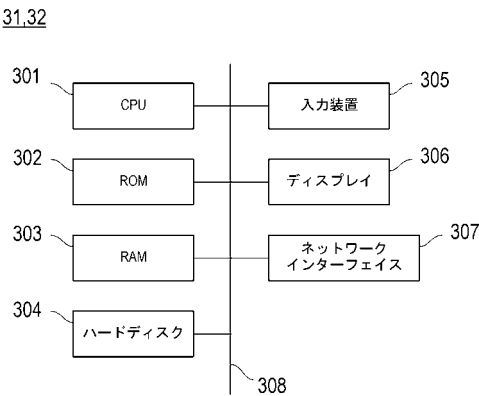 31,32
301
CPU
305
入力装置
302
ROM
306
ディスプレイ
303
RAM
307
ネットワーク
インターフェイス
304
ハードディスク
308